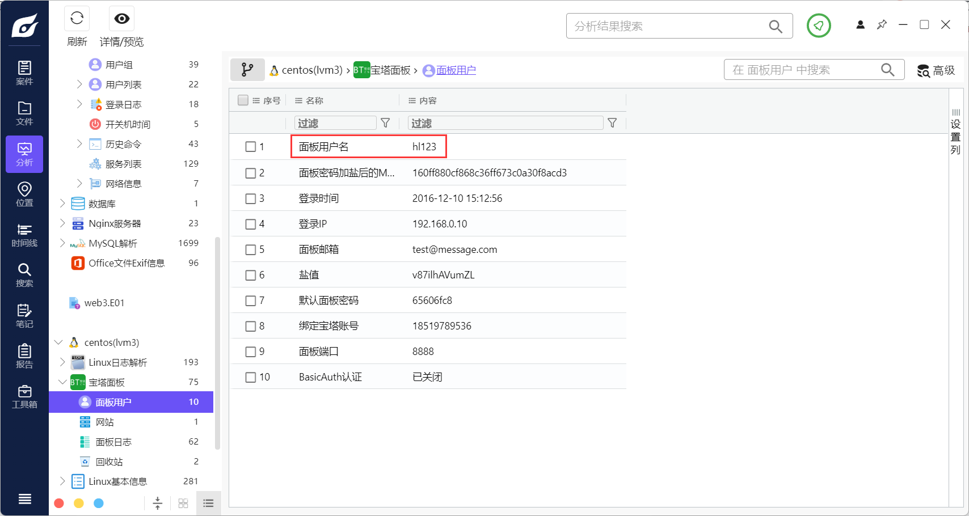 刷新
详情/预览
分析结果搜索
案件
文件
分析
位置
时间线
搜索
笔记
报告
工具箱
用户组 39
用户列表 22
登录日志 18
开关机时间 5
历史命令 43
服务列表 129
网络信息 7
数据库 1
Nginx服务器 23
MySQL解析 1699
Office文件Exif信息 96
web3.E01
centos(lvm3)
Linux日志解析 193
宝塔面板 75
面板用户 10
网站 1
面板日志 62
回收站 2
Linux基本信息 281
centos(lvm3) › 宝塔面板 › 面板用户
在 面板用户 中搜索
高级
序号 名称 内容
过滤 过滤
1 面板用户名 hl123
2 面板密码加盐后的M... 160ff880cf868c36ff673c0a30f8acd3
3 登录时间 2016-12-10 15:12:56
4 登录IP 192.168.0.10
5 面板邮箱 test@message.com
6 盐值 v87ilhAVumZL
7 默认面板密码 65606fc8
8 绑定宝塔账号 18519789536
9 面板端口 8888
10 BasicAuth认证 已关闭
设置列